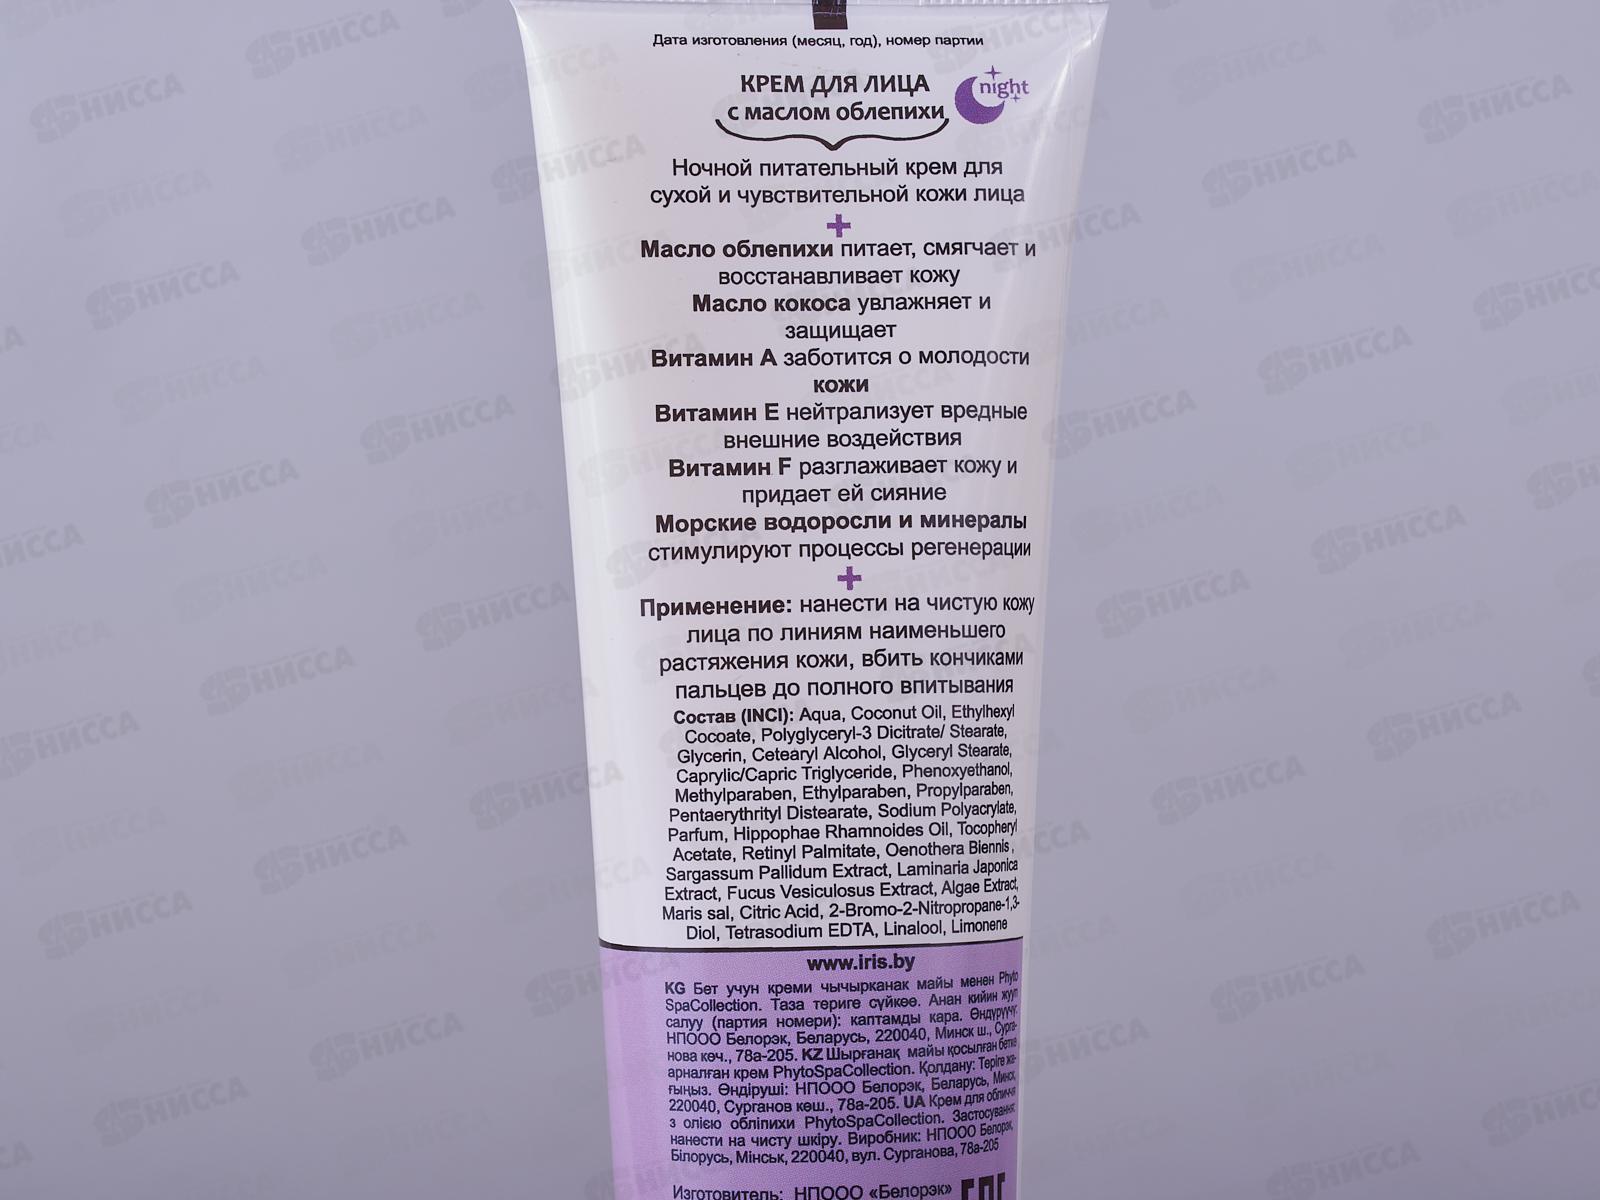 Дата изготовления (месяц, год), номер партии
КРЕМ ДЛЯ ЛИЦА
с маслом облепихи
night
Ночной питательный крем для
сухой и чувствительной кожи лица
+
Масло облепихи питает, смягчает и
восстанавливает кожу
Масло кокоса увлажняет и
защищает
Витамин А заботится о молодости
кожи
Витамин Е нейтрализует вредные
внешние воздействия
Витамин F разглаживает кожу и
придает ей сияние
Морские водоросли и минералы
стимулируют процессы регенерации
+
Применение: нанести на чистую кожу
лица по линиям наименьшего
растяжения кожи, вбить кончиками
пальцев до полного впитывания
Состав (INCI): Aqua, Coconut Oil, Ethylhexyl
Cocoate, Polyglyceryl-3 Dicitrate/ Stearate,
Glycerin, Cetearyl Alcohol, Glyceryl Stearate,
Caprylic/Capric Triglyceride, Phenoxyethanol,
Methylparaben, Ethylparaben, Propylparaben,
Pentaerythrityl Distearate, Sodium Polyacrylate,
Parfum, Hippophae Rhamnoides Oil, Tocopheryl
Acetate, Retinyl Palmitate, Oenothera Biennis ,
Sargassum Pallidum Extract, Laminaria Japonica
Extract, Fucus Vesiculosus Extract, Algae Extract,
Maris sal, Citric Acid, 2-Bromo-2-Nitropropane-1,3-
Diol, Tetrasodium EDTA, Linalool, Limonene
www.iris.by
KG Бет учун креми чычырканак майы менен Phyto
SpaCollection. Таза териге сүйкөө. Анан кийин жууп
салуу (партия номери): каптамды кара. Өндүрүүчү:
НПООО Белорэк, Беларусь, 220040, Минск ш., Сурга-
нова көч., 78а-205. KZ Шырғанақ майы қосылған бетке
арналған крем PhytoSpaCollection. Қолдану: Теріге жа-
ғыңыз. Өндіруші: НПООО Белорэк, Беларусь, Минск,
220040, Сурганов көш., 78а-205. UA Крем для обличчя
з олією обліпихи PhytoSpaCollection. Застосування:
нанести на чисту шкіру. Виробник: НПООО Белорэк,
Білорусь, Мінськ, 220040, вул. Сурганова, 78а-205
Изготовитель: НПООО «Белорэк»
НИССА